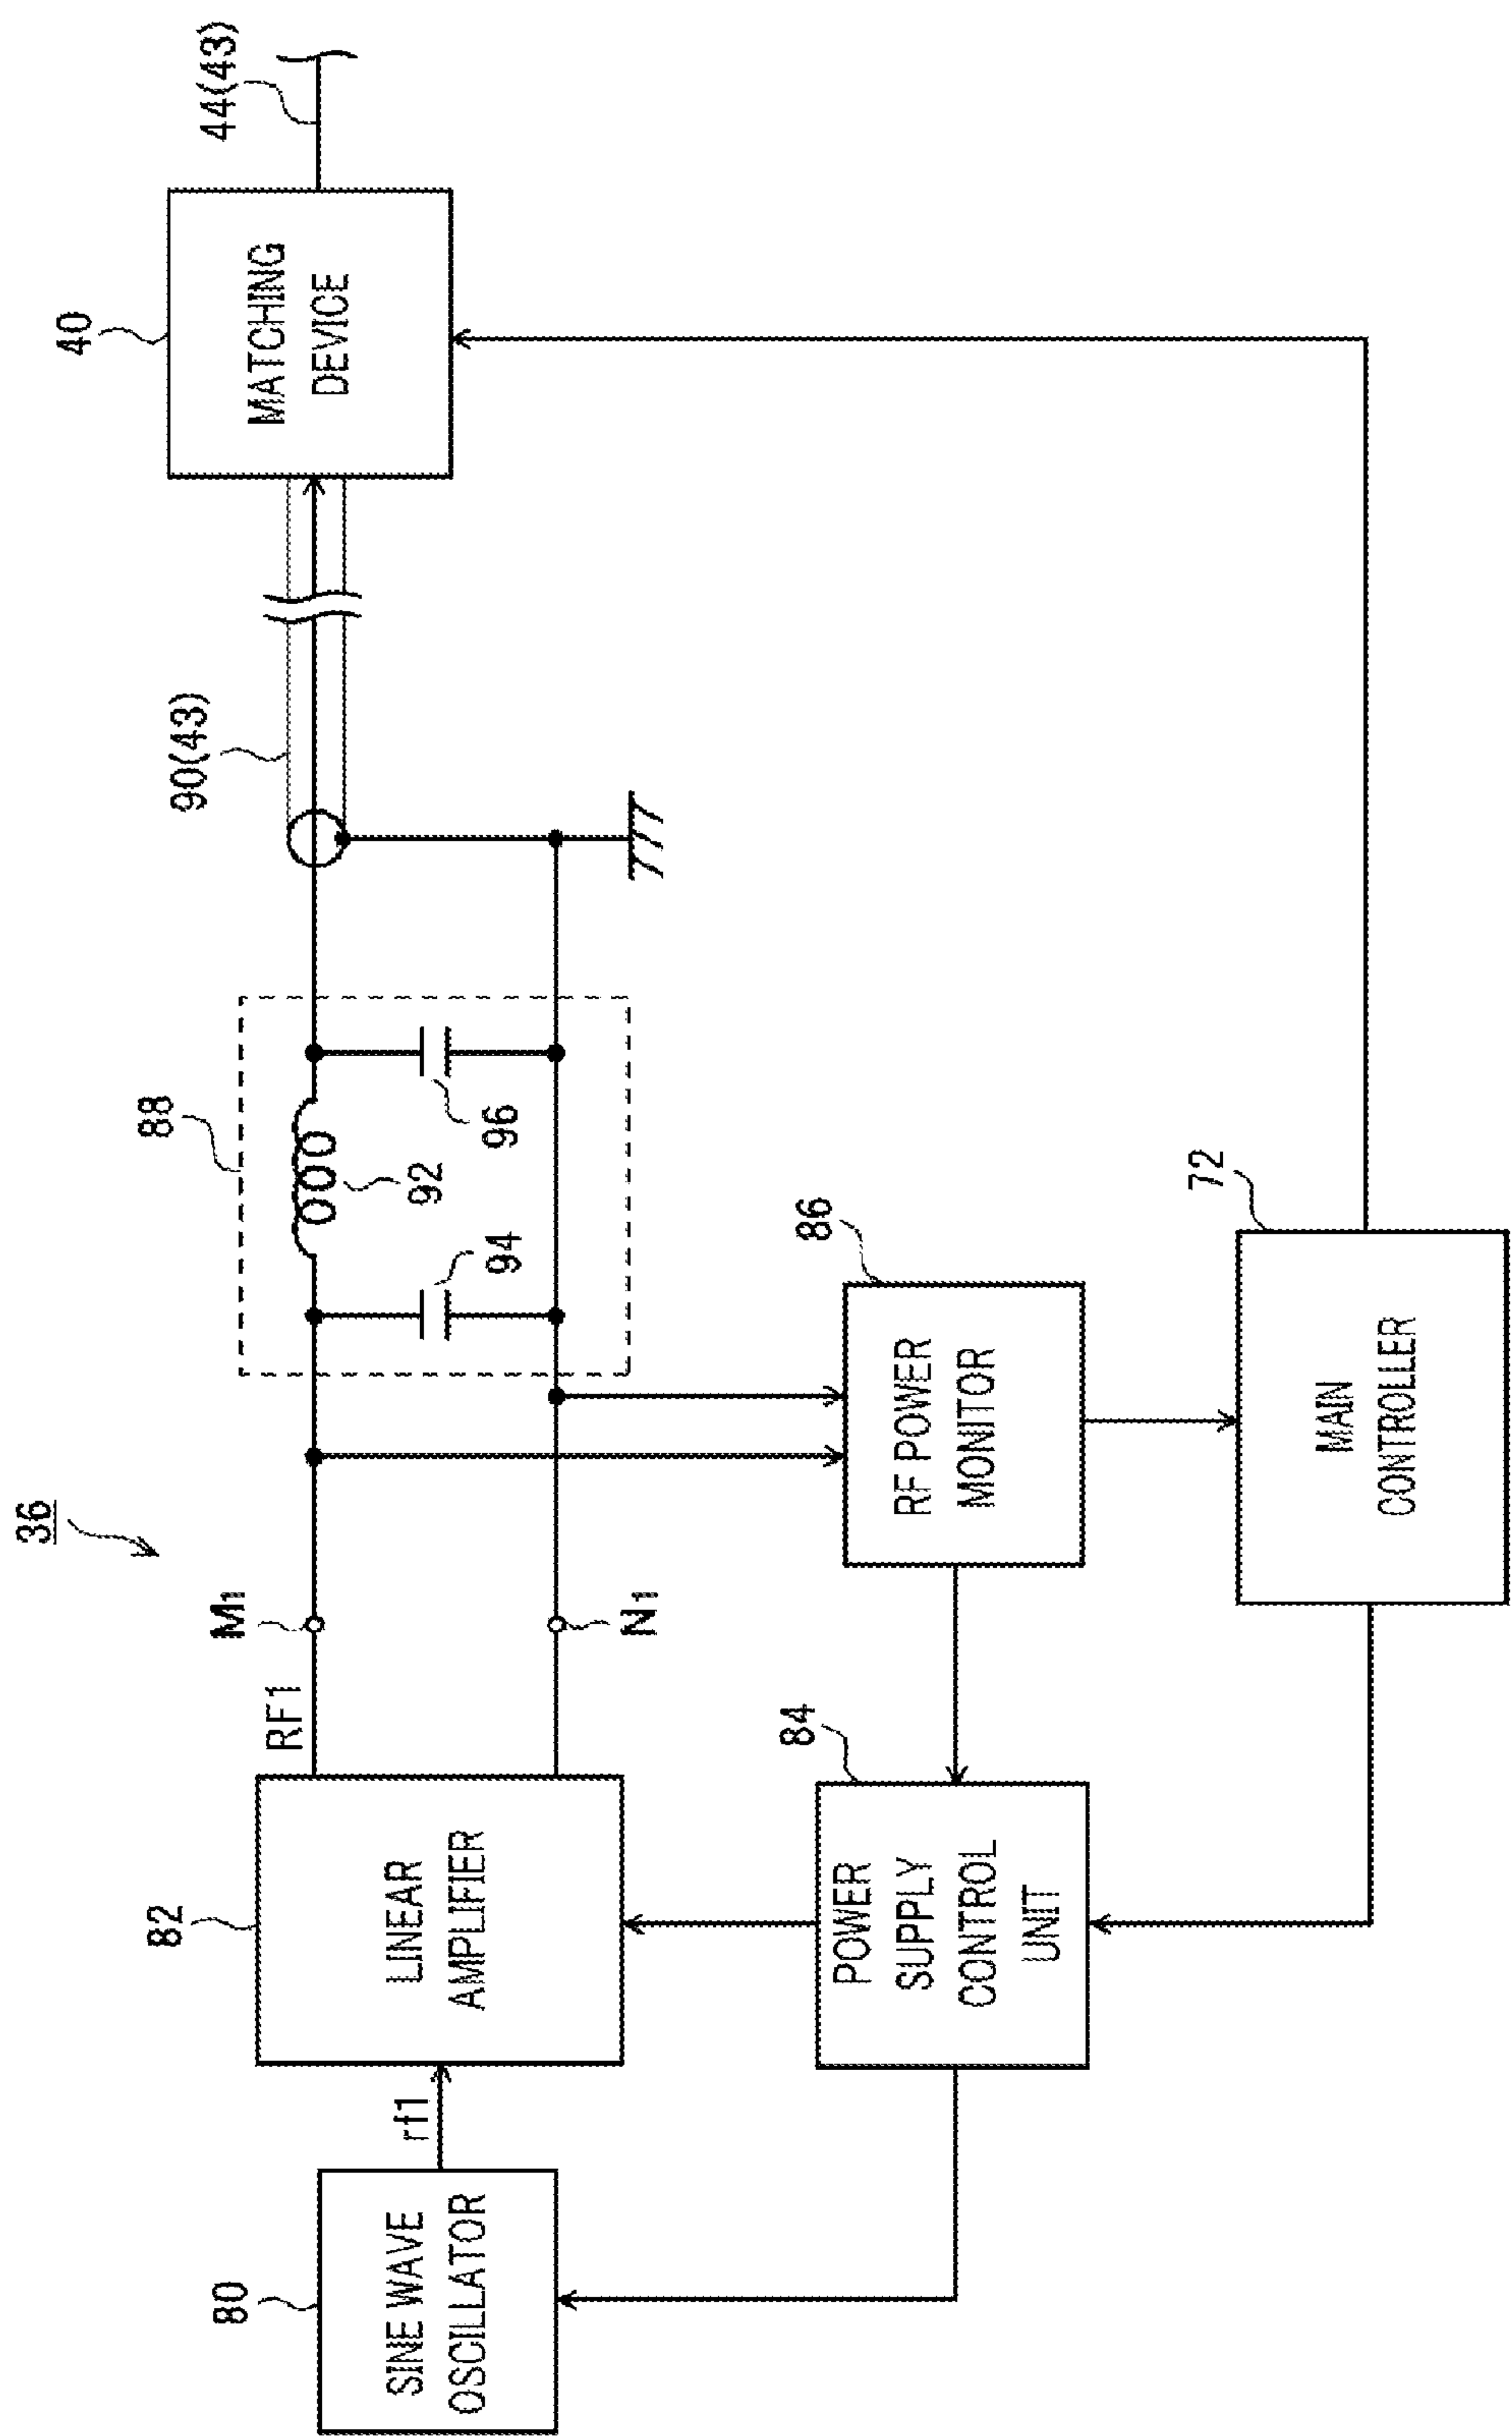 36
80
SINE WAVE
OSCILLATOR
rf1
82
LINEAR
AMPLIFIER
RF1
M1
N1
88
94
92
96
90(43)
40
MATCHING
DEVICE
44(43)
84
POWER
SUPPLY
CONTROL
UNIT
86
RF POWER
MONITOR
72
MAIN
CONTROLLER